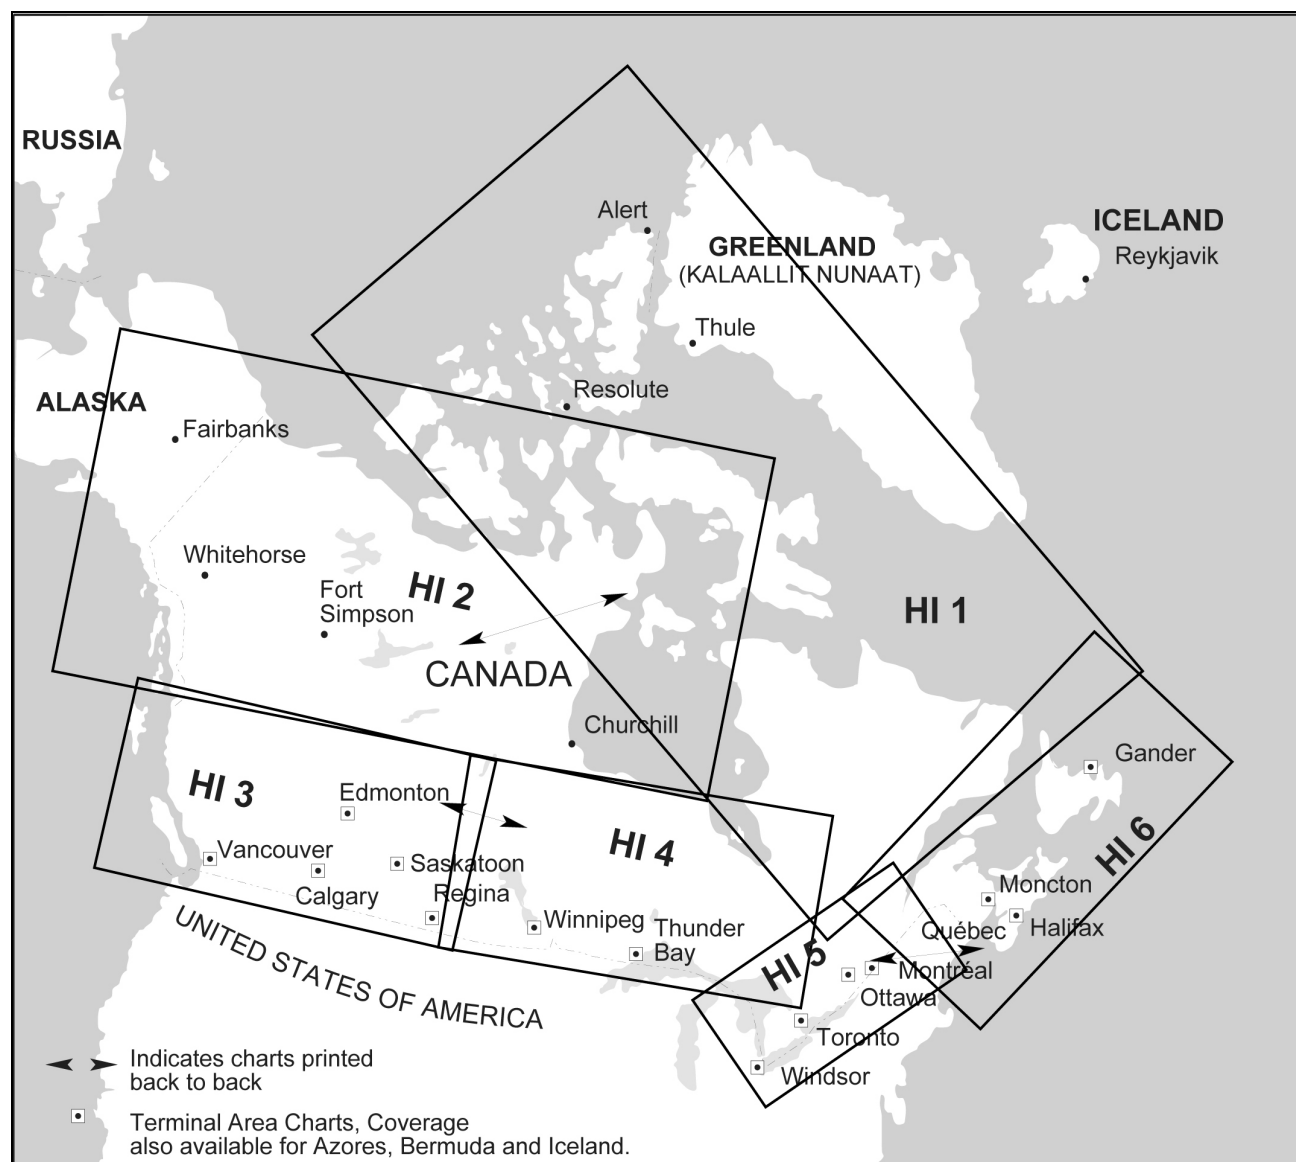 RUSSIA
Alert
ICELAND
Reykjavik
GREENLAND
(KALAALLIT NUNAAT)
Thule
Resolute
ALASKA
Fairbanks
Whitehorse
Fort
Simpson
HI 2
HI 1
CANADA
Churchill
Gander
HI 3
Edmonton
HI 4
HI 6
Vancouver
Saskatoon
Calgary
Regina
Moncton
Winnipeg
Thunder
Bay
Québec
Halifax
HI 5
Montréal
Ottawa
UNITED STATES OF AMERICA
Toronto
Windsor
Indicates charts printed
back to back
Terminal Area Charts, Coverage
also available for Azores, Bermuda and Iceland.